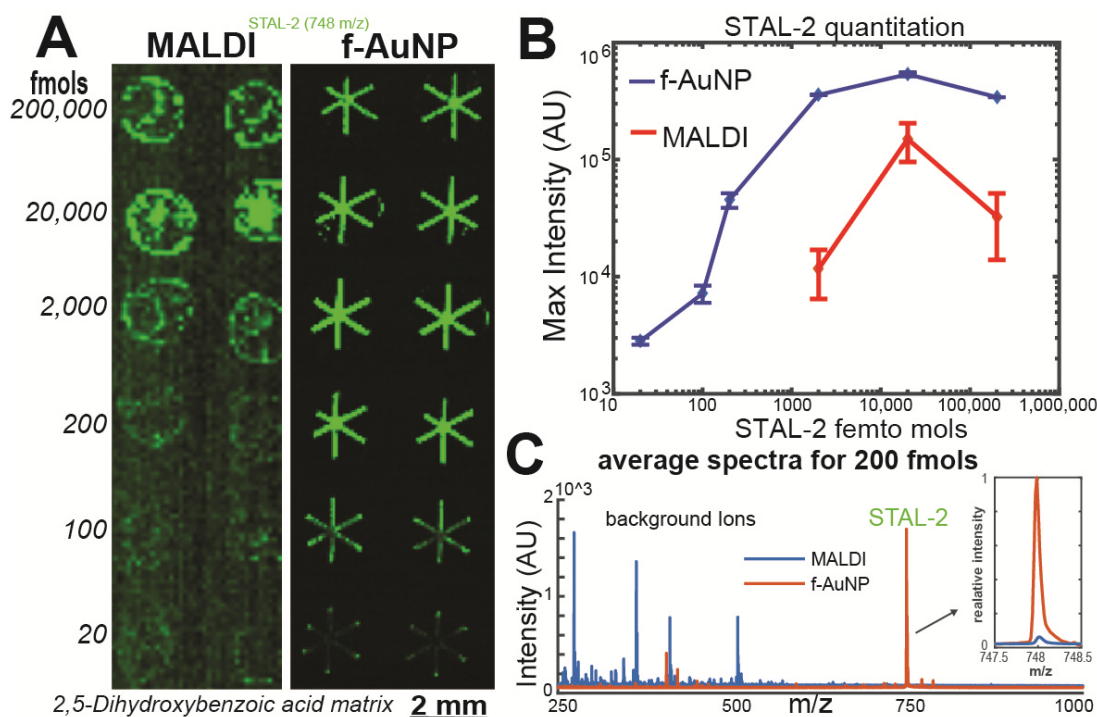 A
STAL-2 (748 m/z)
MALDI f-AuNP
fmols
200,000
20,000
2,000
200
100
20
2,5-Dihydroxybenzoic acid matrix 2 mm
B
STAL-2 quantitation
Max Intensity (AU)
10^6
10^5
10^4
10^3
f-AuNP
MALDI
10 100 1000 10,000 100,000 1,000,000
STAL-2 femto mols
C
average spectra for 200 fmols
2 10^3
1
0
Intensity (AU)
background Ions
STAL-2
MALDI
f-AuNP
250 500 m/z 750 1000
1
0
realative intensity
747.5 748 748.5
m/z